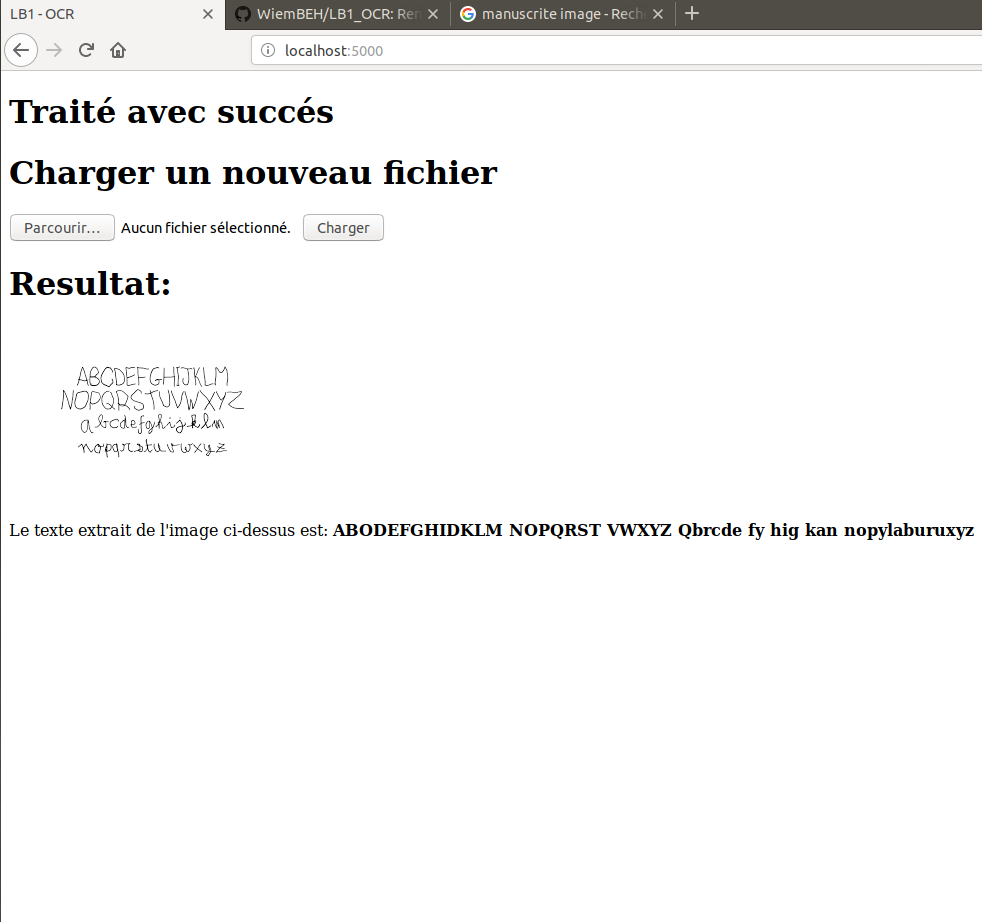 LB1 - OCR
WiemBEH/LB1_OCR: Ren
manuscrite image - Rech
localhost:5000
Traité avec succés
Charger un nouveau fichier
Parcourir… Aucun fichier sélectionné. Charger
Resultat:
ABCDEFGHIJKLM
NOPQRSTUVWXYZ
abcdefghijklm
nopqrstuvwxyz
Le texte extrait de l'image ci-dessus est: ABODEFGHIDKLM NOPQRST VWXYZ Qbrcde fy hig kan nopylaburuxyz